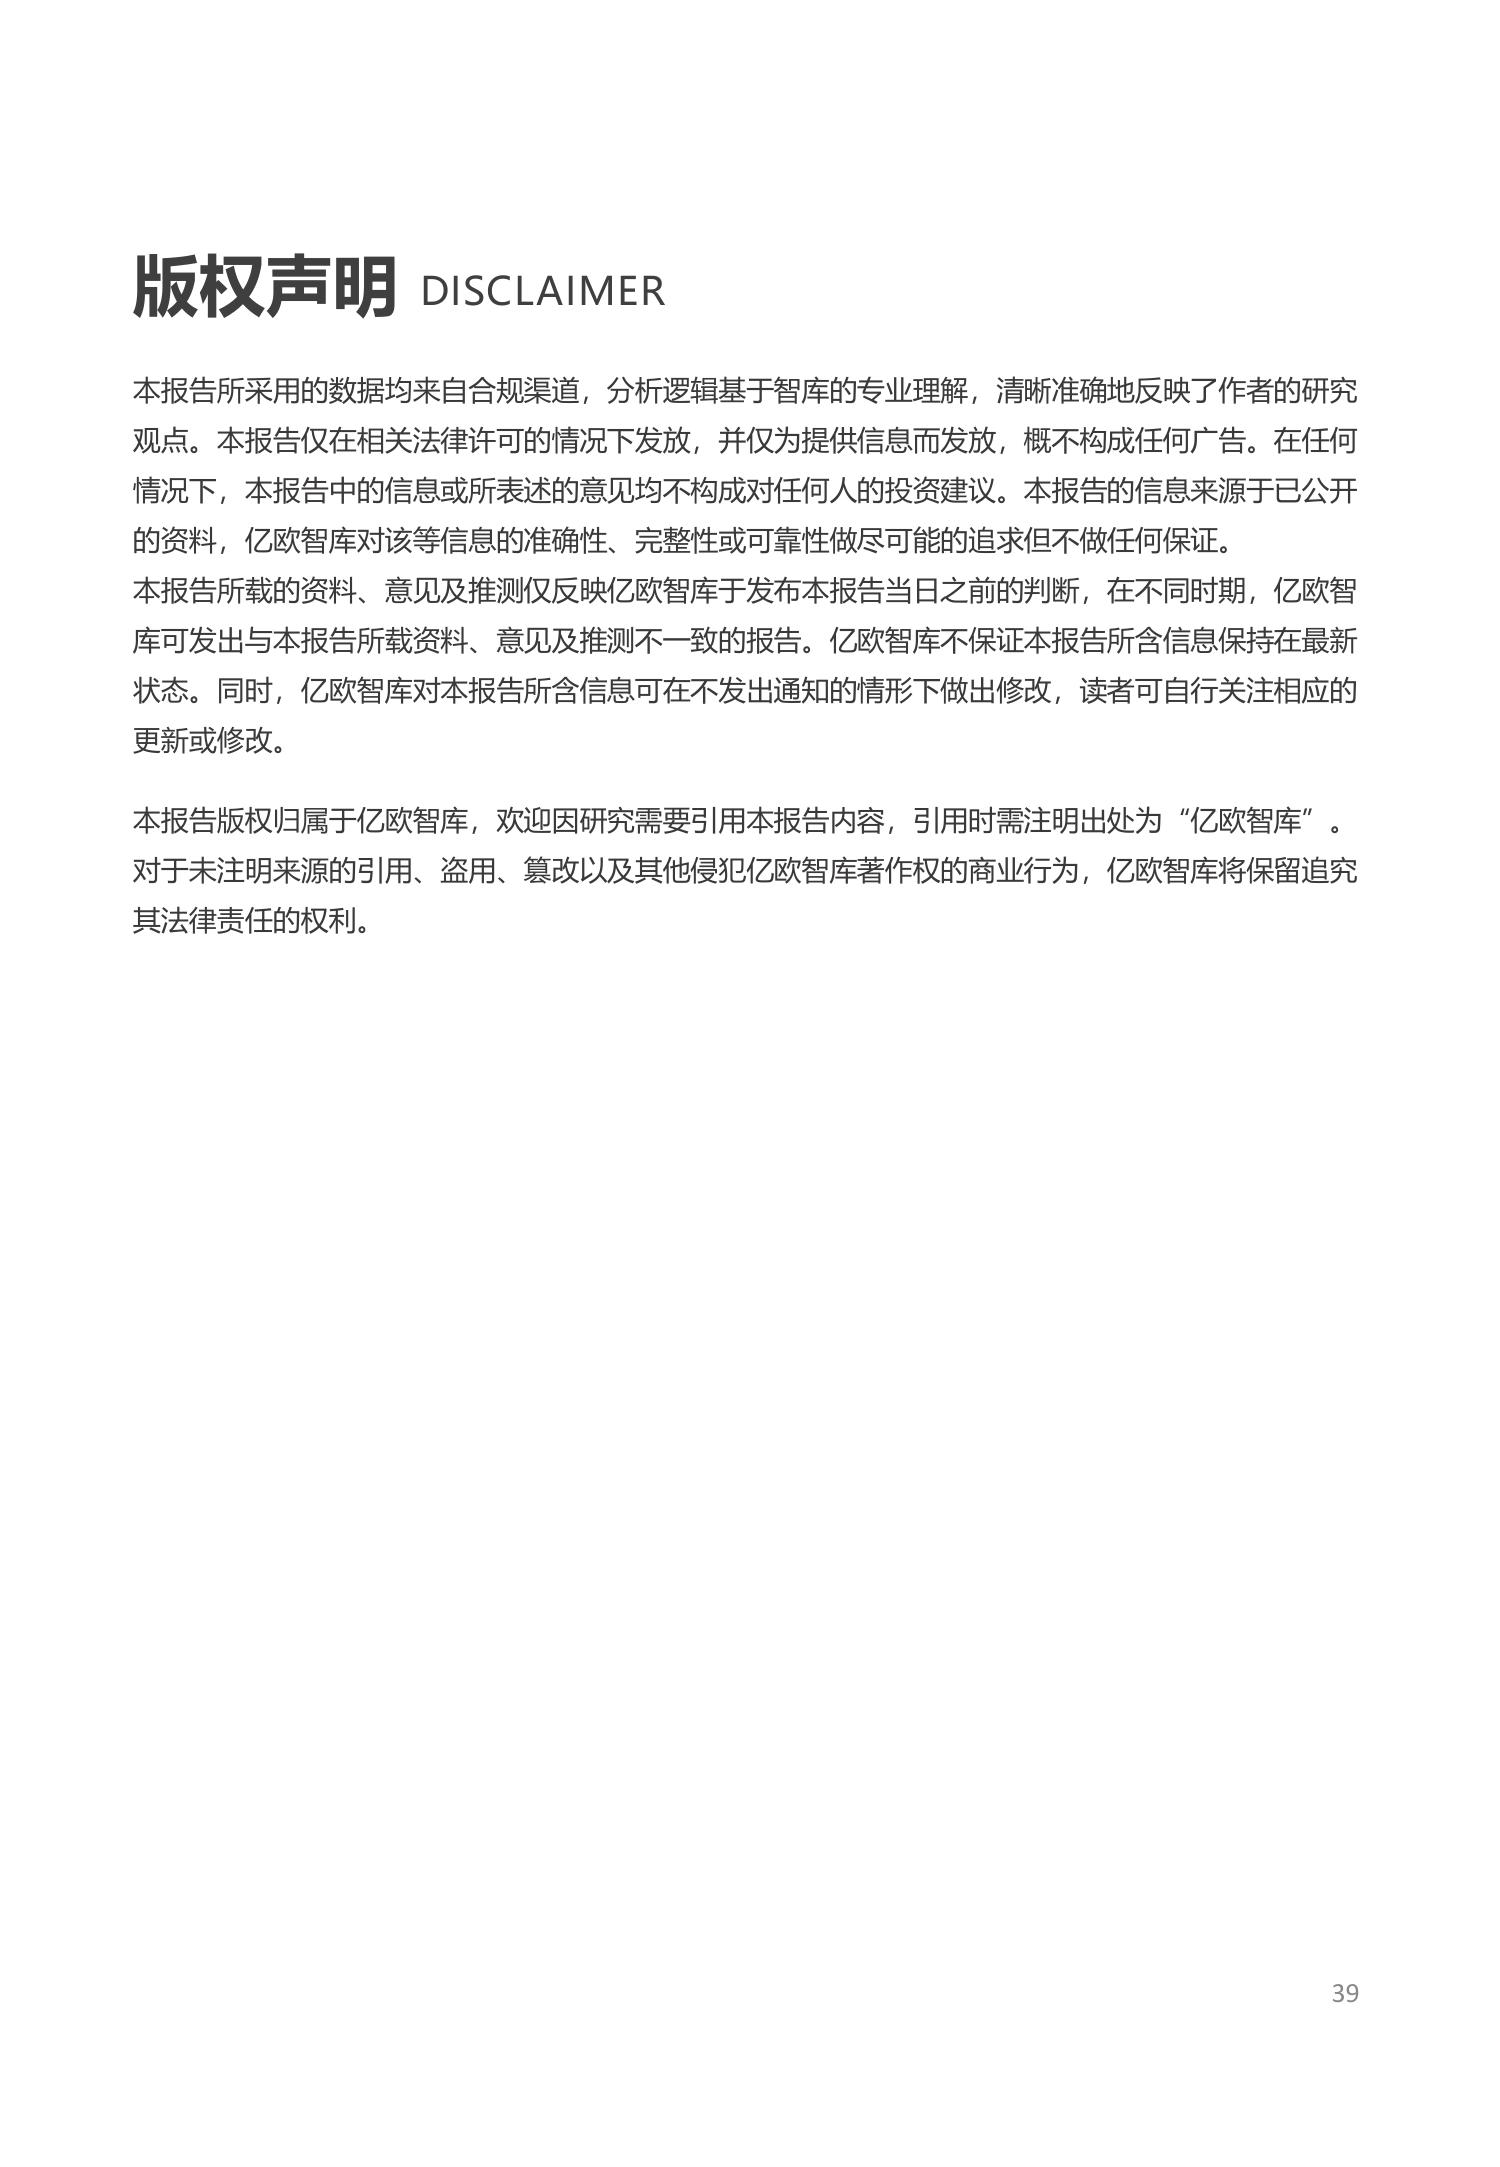 版权声明 DISCLAIMER
本报告所采用的数据均来自合规渠道，分析逻辑基于智库的专业理解，清晰准确地反映了作者的研究
观点。本报告仅在相关法律许可的情况下发放，并仅为提供信息而发放，概不构成任何广告。在任何
情况下，本报告中的信息或所表述的意见均不构成对任何人的投资建议。本报告的信息来源于已公开
的资料，亿欧智库对该等信息的准确性、完整性或可靠性做尽可能的追求但不做任何保证。
本报告所载的资料、意见及推测仅反映亿欧智库于发布本报告当日之前的判断，在不同时期，亿欧智
库可发出与本报告所载资料、意见及推测不一致的报告。亿欧智库不保证本报告所含信息保持在最新
状态。同时，亿欧智库对本报告所含信息可在不发出通知的情形下做出修改，读者可自行关注相应的
更新或修改。
本报告版权归属于亿欧智库，欢迎因研究需要引用本报告内容，引用时需注明出处为“亿欧智库”。
对于未注明来源的引用、盗用、篡改以及其他侵犯亿欧智库著作权的商业行为，亿欧智库将保留追究
其法律责任的权利。
39